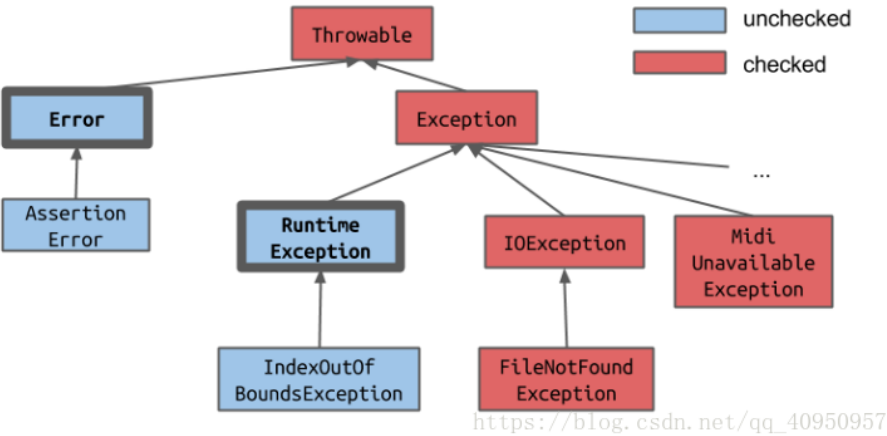 Throwable
unchecked
checked
Error
Exception
...
Assertion
Error
Runtime
Exception
IOException
Midi
Unavailable
Exception
IndexOutOf
BoundsException
FileNotFound
Exception
https://blog.csdn.net/qq_40950957